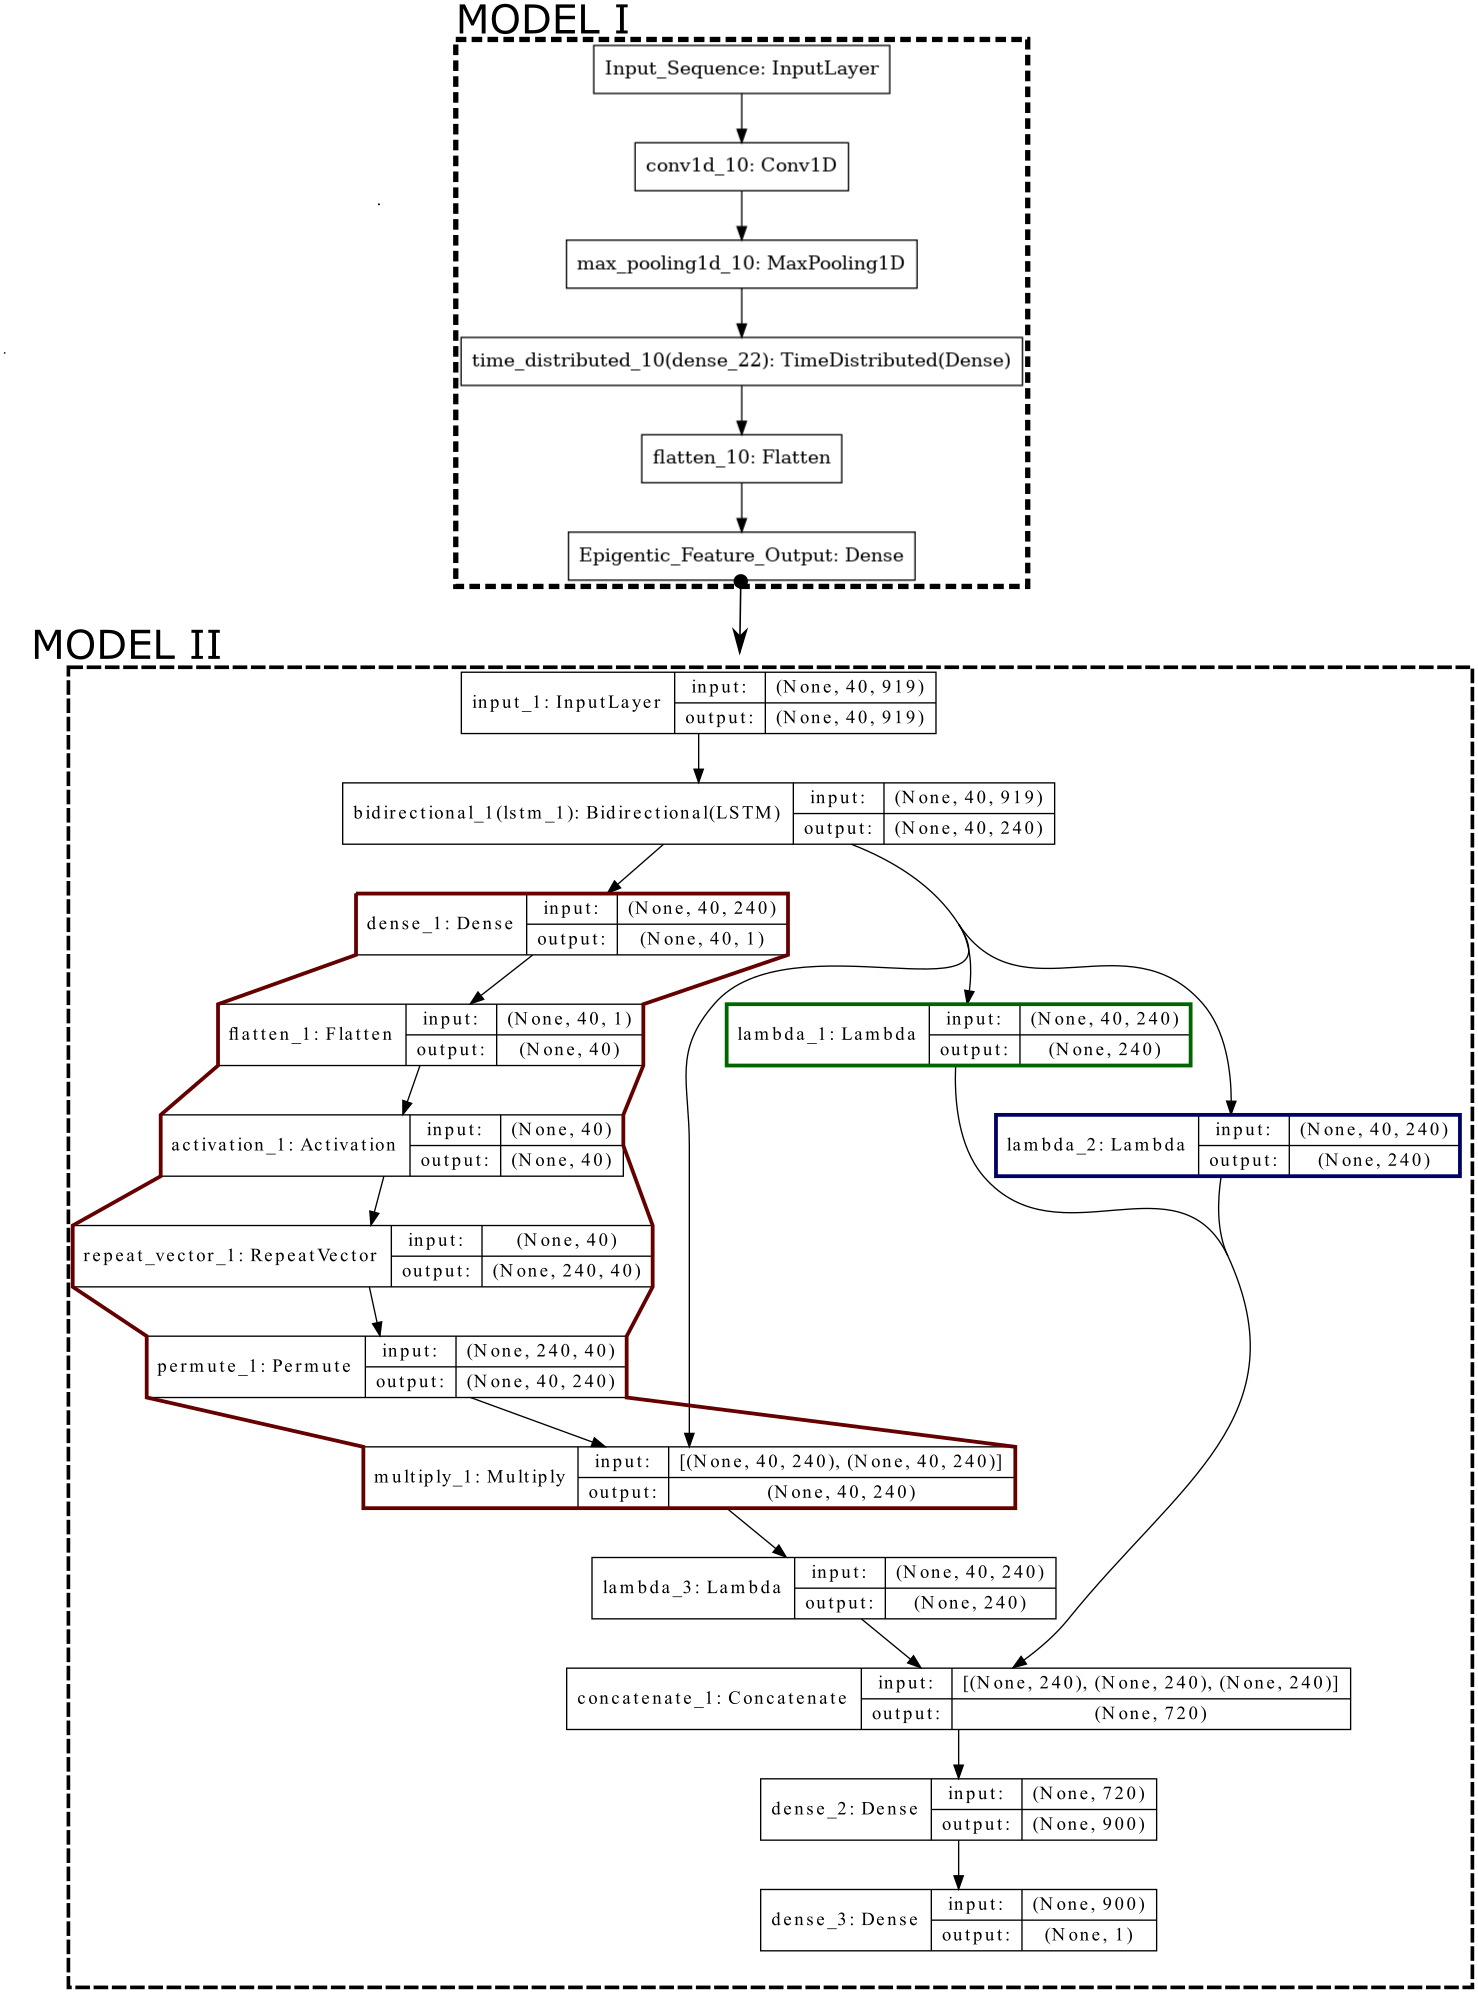 MODEL I
Input_Sequence: InputLayer
conv1d_10: Conv1D
max_pooling1d_10: MaxPooling1D
time_distributed_10(dense_22): TimeDistributed(Dense)
flatten_10: Flatten
Epigentic_Feature_Output: Dense
MODEL II
input_1: InputLayer
input: (None, 40, 919)
output: (None, 40, 919)
bidirectional_1(lstm_1): Bidirectional(LSTM)
input: (None, 40, 919)
output: (None, 40, 240)
dense_1: Dense
input: (None, 40, 240)
output: (None, 40, 1)
flatten_1: Flatten
input: (None, 40, 1)
output: (None, 40)
lambda_1: Lambda
input: (None, 40, 240)
output: (None, 240)
activation_1: Activation
input: (None, 40)
output: (None, 40)
lambda_2: Lambda
input: (None, 40, 240)
output: (None, 240)
repeat_vector_1: RepeatVector
input: (None, 40)
output: (None, 240, 40)
permute_1: Permute
input: (None, 240, 40)
output: (None, 40, 240)
multiply_1: Multiply
input: [(None, 40, 240), (None, 40, 240)]
output: (None, 40, 240)
lambda_3: Lambda
input: (None, 40, 240)
output: (None, 240)
concatenate_1: Concatenate
input: [(None, 240), (None, 240), (None, 240)]
output: (None, 720)
dense_2: Dense
input: (None, 720)
output: (None, 900)
dense_3: Dense
input: (None, 900)
output: (None, 1)